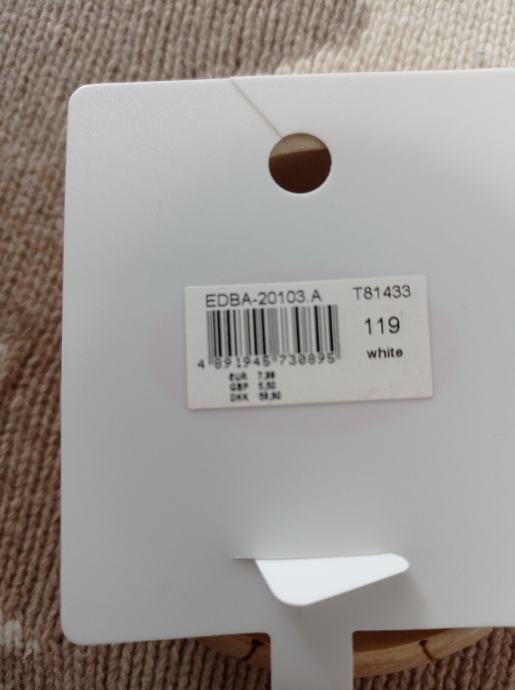 EDBA-20103.A T81433
119
white
4 891945 730895
EUR 7,99
GBP 5,50
DKK 59,90